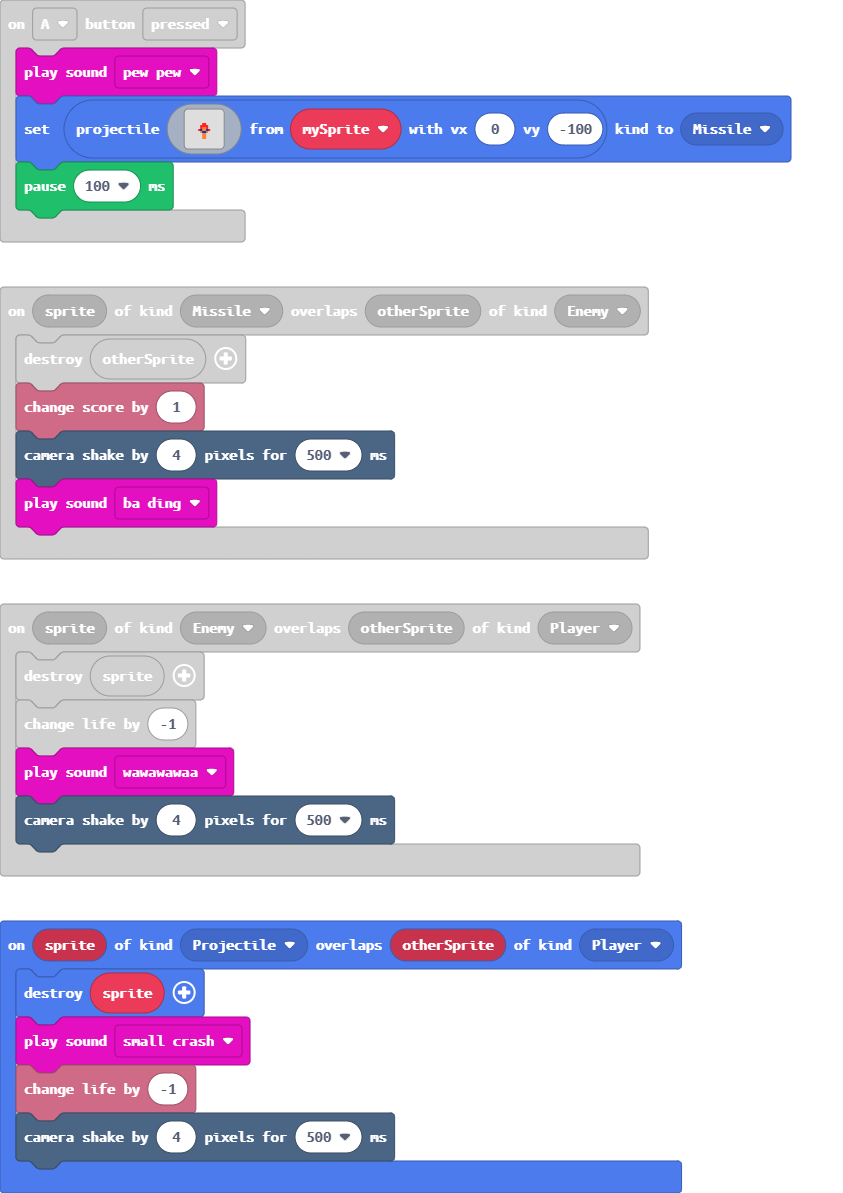 on A button pressed
play sound pew pew
set projectile from mySprite with vx 0 vy -100 kind to Missile
pause 100 ms
on sprite of kind Missile overlaps otherSprite of kind Enemy
destroy otherSprite
change score by 1
camera shake by 4 pixels for 500 ms
play sound ba ding
on sprite of kind Enemy overlaps otherSprite of kind Player
destroy sprite
change life by -1
play sound wawawawaa
camera shake by 4 pixels for 500 ms
on sprite of kind Projectile overlaps otherSprite of kind Player
destroy sprite
play sound small crash
change life by -1
camera shake by 4 pixels for 500 ms